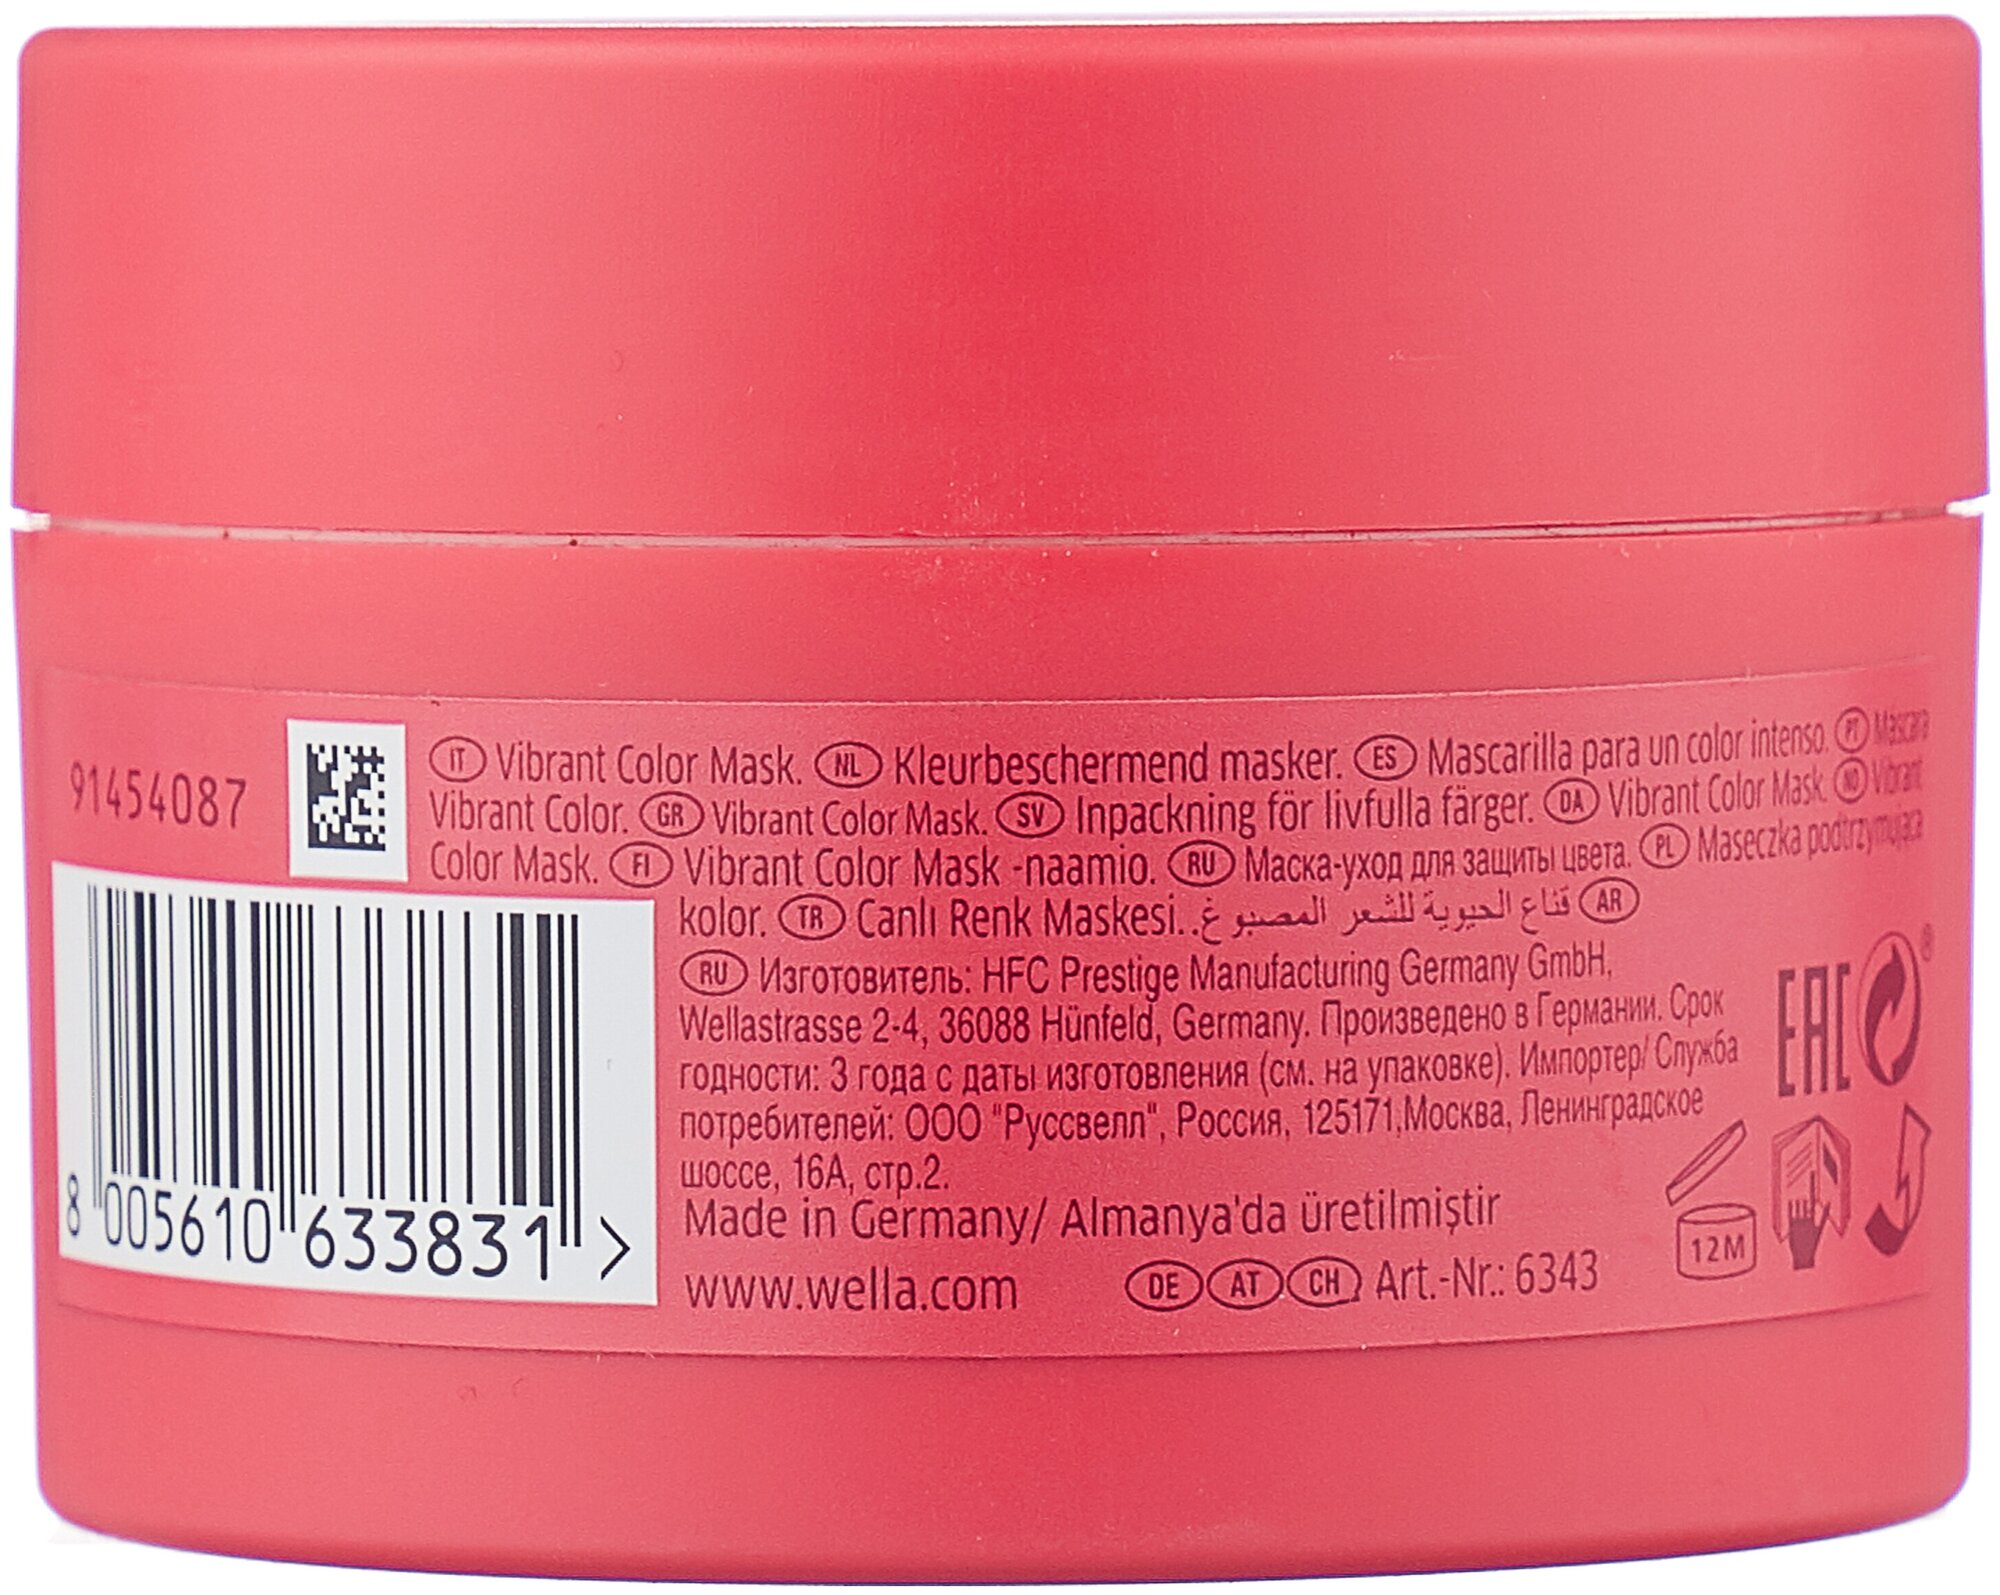 91454087
IT Vibrant Color Mask. NL Kleurbeschermend masker. ES Mascarilla para un color intenso. PT Máscara
Vibrant Color. GR Vibrant Color Mask. SV Inpackning för livfulla färger. DA Vibrant Color Mask. NO Vibrant
Color Mask. FI Vibrant Color Mask -naamio. RU Маска-уход для защиты цвета. PL Maseczka podtrzymująca
kolor. TR Canlı Renk Maskesi. AR قناع الحيوية للشعر المصبوغ.
RU Изготовитель: HFC Prestige Manufacturing Germany GmbH,
Wellastrasse 2-4, 36088 Hünfeld, Germany. Произведено в Германии. Срок
годности: 3 года с даты изготовления (см. на упаковке). Импортер/ Служба
потребителей: ООО "Руссвелл", Россия, 125171,Москва, Ленинградское
шоссе, 16А, стр.2.
Made in Germany/ Almanya'da üretilmiştir
www.wella.com DE AT CH Art.-Nr.: 6343
8 005610 633831 >
EAC
®
12M